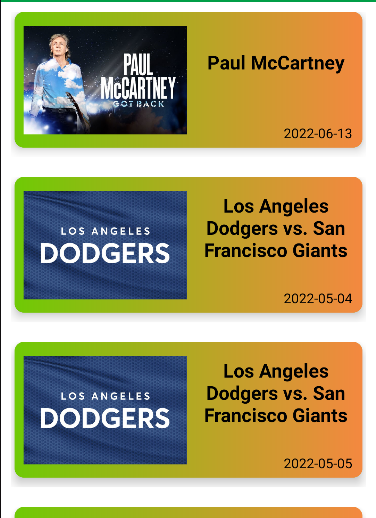 PAUL
McCARTNEY
GOT BACK
Paul McCartney
2022-06-13
LOS ANGELES
DODGERS
Los Angeles
Dodgers vs. San
Francisco Giants
2022-05-04
LOS ANGELES
DODGERS
Los Angeles
Dodgers vs. San
Francisco Giants
2022-05-05